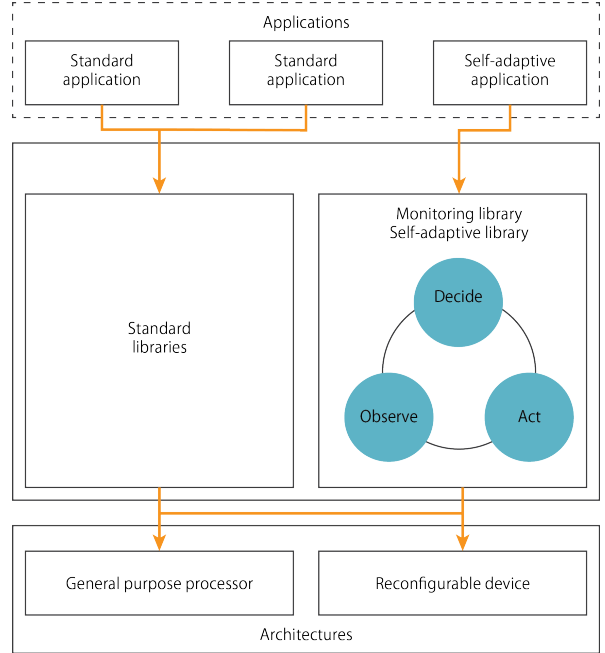 Applications
Standard
application
Standard
application
Self-adaptive
application
Standard
libraries
Monitoring library
Self-adaptive library
Decide
Observe
Act
General purpose processor
Reconfigurable device
Architectures